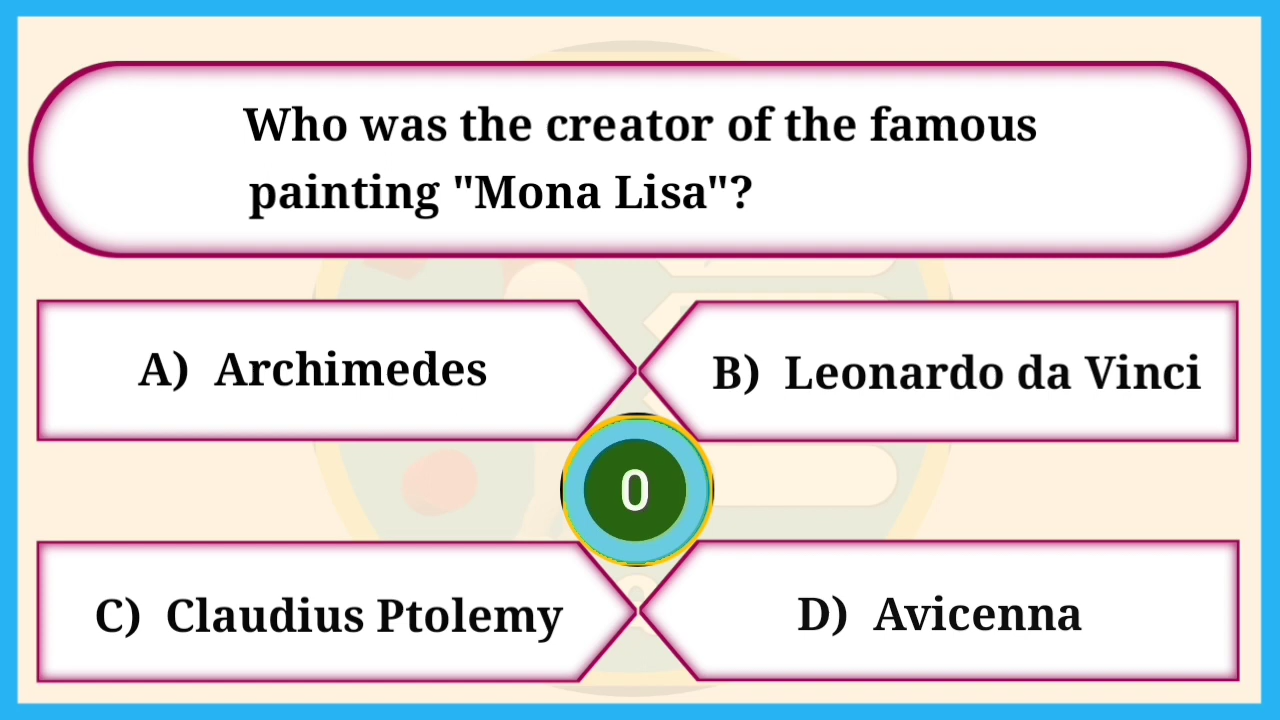 Who was the creator of the famous
painting "Mona Lisa"?
A) Archimedes
B) Leonardo da Vinci
0
C) Claudius Ptolemy
D) Avicenna